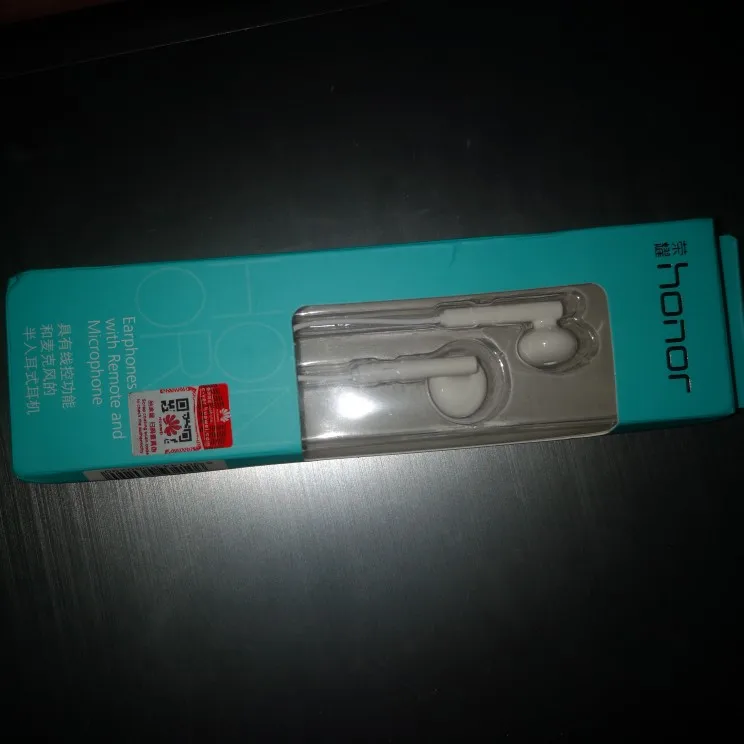 荣耀
honor
HONOR
Earphones
with Remote and
Microphone
具有线控功能
和麦克风的
半入耳式耳机